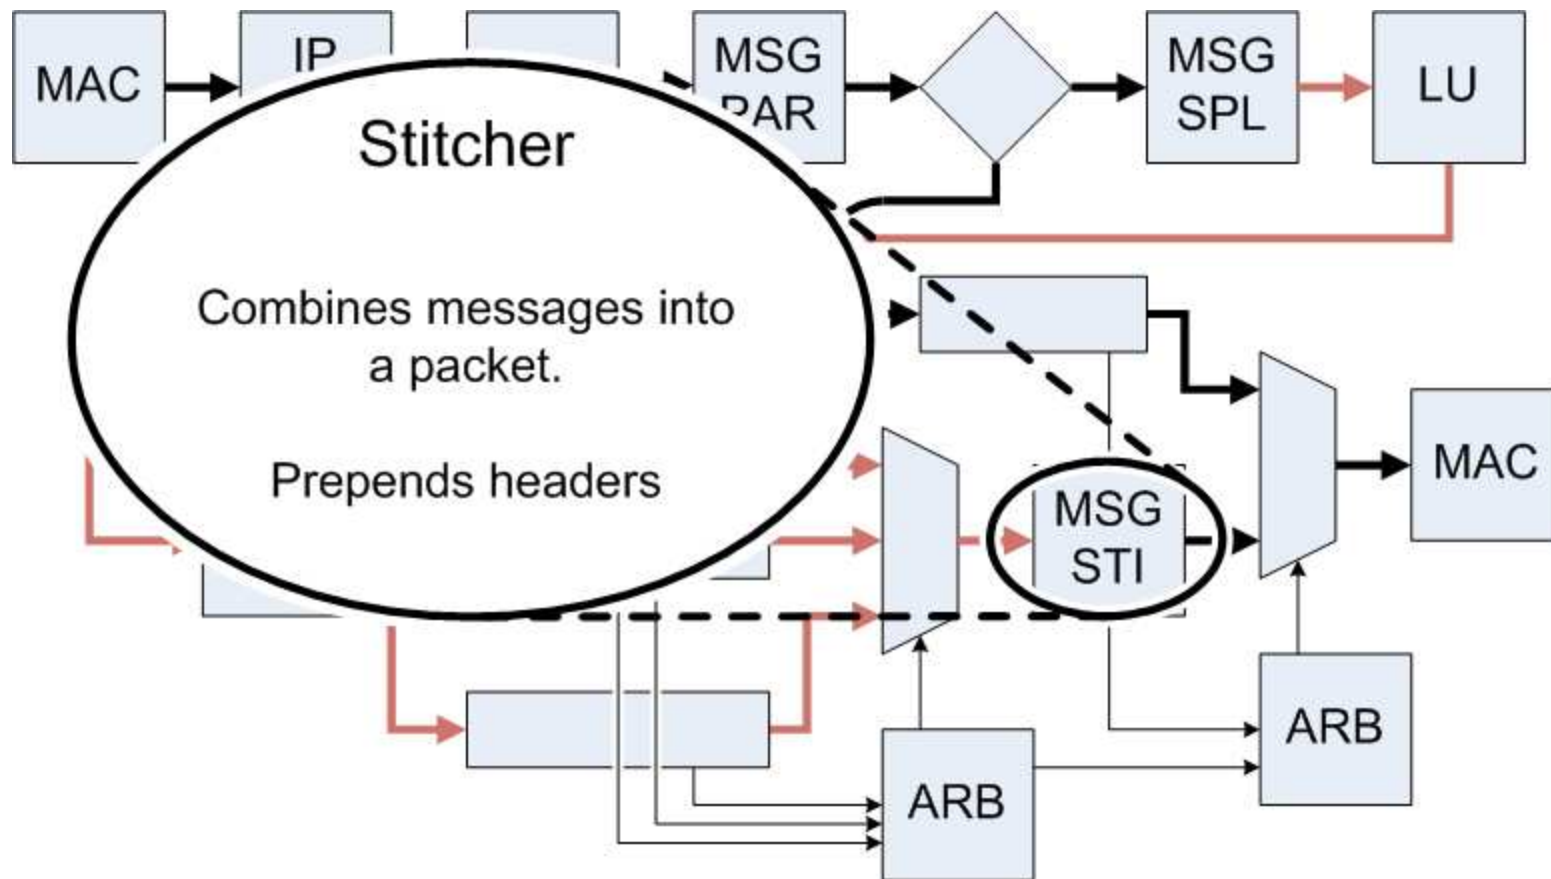 MAC
IP
MSG
PAR
MSG
SPL
LU
Stitcher
Combines messages into
a packet.
Prepends headers
MSG
STI
MAC
ARB
ARB